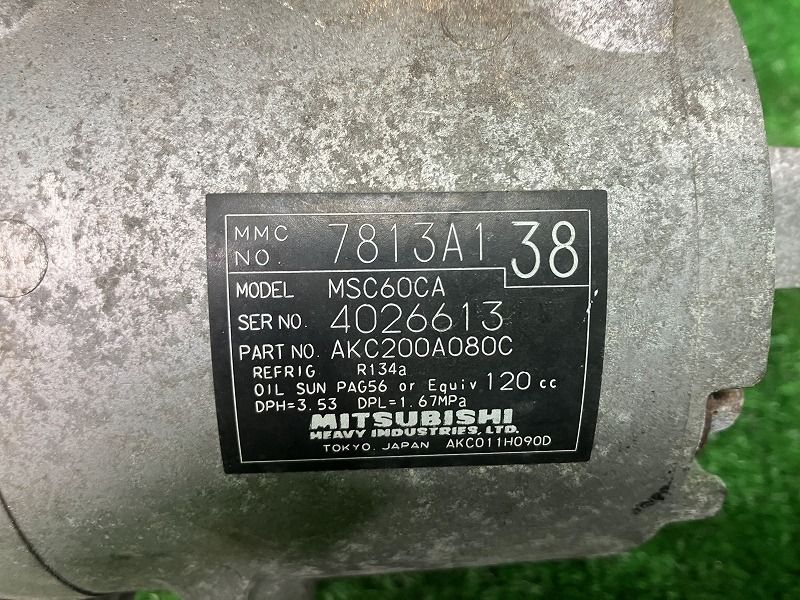 MMC NO 7813A1 38
MODEL MSC60CA
SER NO. 4026613
PART NO. AKC200A080C
REFRIG R134a
OIL SUN PAG56 or Equiv 120 cc
DPH=3.53 DPL=1.67MPa
MITSUBISHI
HEAVY INDUSTRIES, LTD.
TOKYO, JAPAN AKC011H090D